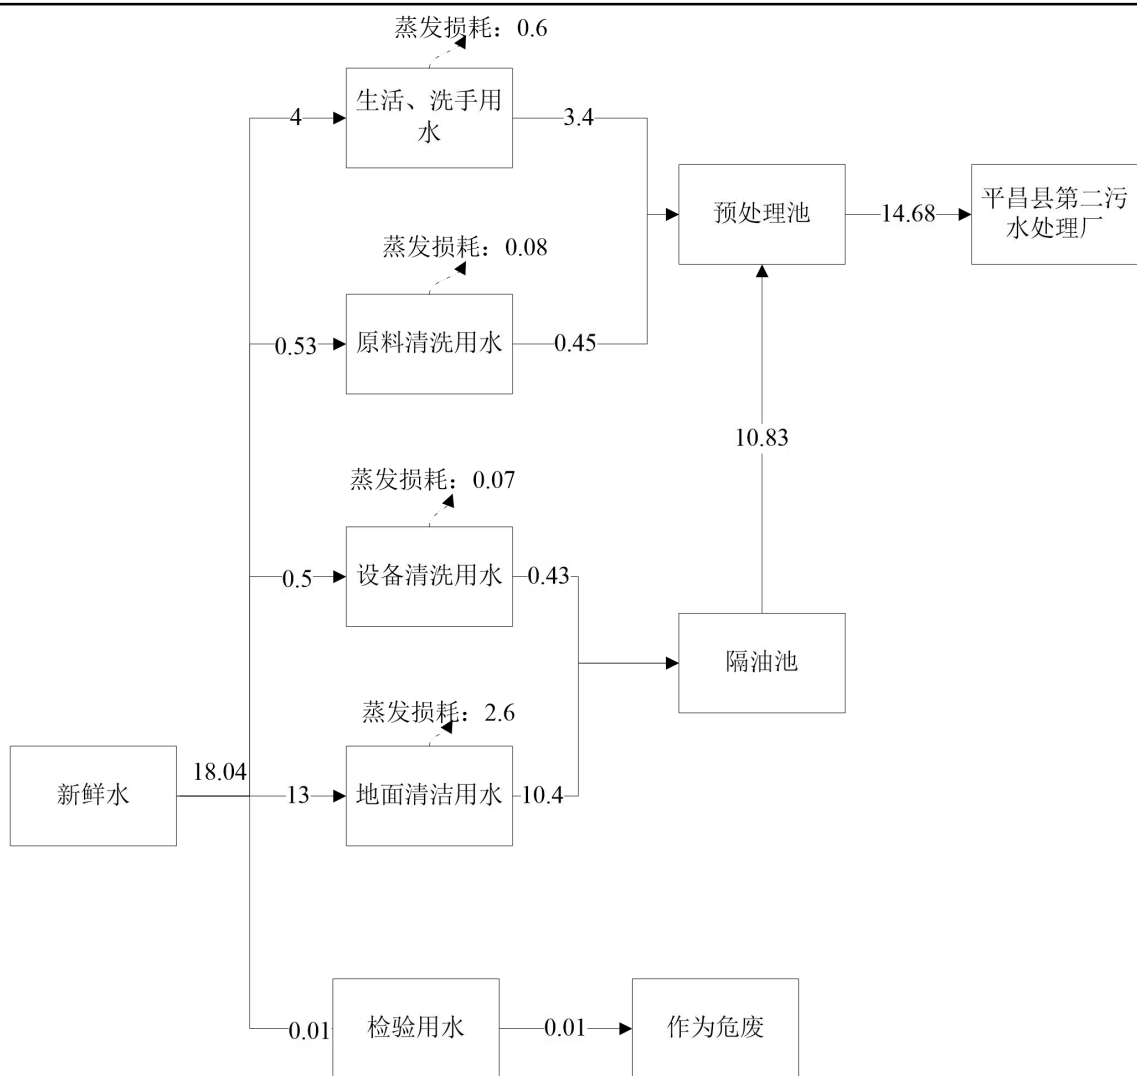 蒸发损耗：0.6
生活、洗手用
水
4
3.4
预处理池
14.68
平昌县第二污
水处理厂
蒸发损耗：0.08
0.53
原料清洗用水
0.45
10.83
蒸发损耗：0.07
0.5
设备清洗用水
0.43
隔油池
蒸发损耗：2.6
新鲜水
18.04
13
地面清洁用水
10.4
0.01
检验用水
0.01
作为危废